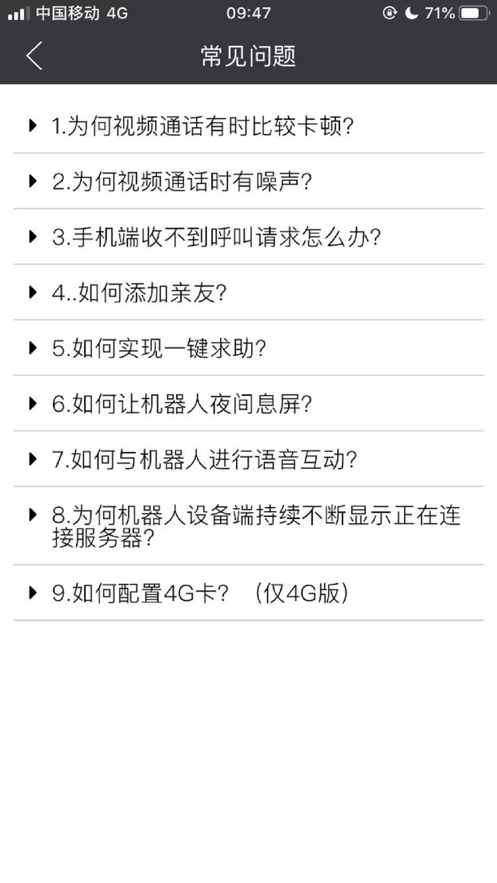 中国移动 4G 09:47 71%
常见问题
1.为何视频通话有时比较卡顿?
2.为何视频通话时有噪声?
3.手机端收不到呼叫请求怎么办?
4..如何添加亲友?
5.如何实现一键求助?
6.如何让机器人夜间息屏?
7.如何与机器人进行语音互动?
8.为何机器人设备端持续不断显示正在连
接服务器?
9.如何配置4G卡? （仅4G版）